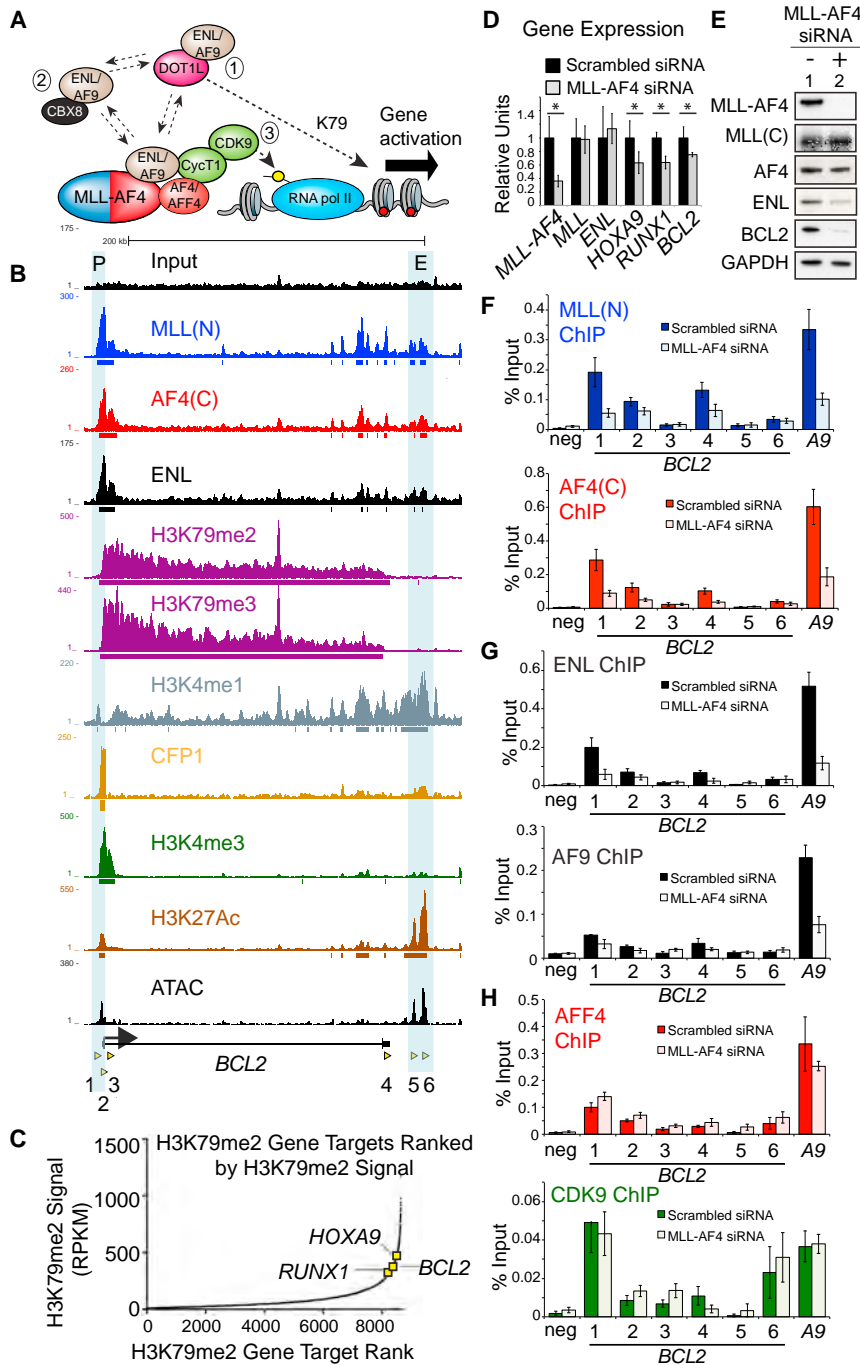 A
ENL/
AF9
DOT1L
1
2
ENL/
AF9
CBX8
3
K79
Gene
activation
CDK9
CycT1
ENL/
AF9
MLL-AF4
AF4/
AFF4
RNA pol II
175 _
200 kb
B
P
E
Input
1 _
300 _
MLL(N)
1 _
260 _
AF4(C)
1 _
175 _
ENL
1 _
500 _
H3K79me2
1 _
440 _
H3K79me3
1 _
220 _
H3K4me1
1 _
250 _
CFP1
1 _
500 _
H3K4me3
1 _
550 _
H3K27Ac
1 _
380 _
ATAC
1 _
BCL2
1 2 3 4 5 6
C
H3K79me2 Gene Targets Ranked
by H3K79me2 Signal
H3K79me2 Signal
(RPKM)
1500
1000
500
0
HOXA9
RUNX1
BCL2
0 2000 4000 6000 8000
H3K79me2 Gene Target Rank
D
Gene Expression
Scrambled siRNA
MLL-AF4 siRNA
Relative Units
1.5
1.0
0.5
0
* * * *
MLL-AF4 MLL ENL HOXA9 RUNX1 BCL2
E
MLL-AF4
siRNA
- +
1 2
MLL-AF4
MLL(C)
AF4
ENL
BCL2
GAPDH
F
MLL(N)
ChIP
Scrambled siRNA
MLL-AF4 siRNA
% Input
0.4
0.3
0.2
0.1
0
neg 1 2 3 4 5 6 A9
BCL2
AF4(C)
ChIP
Scrambled siRNA
MLL-AF4 siRNA
% Input
0.8
0.6
0.4
0.2
0
neg 1 2 3 4 5 6 A9
BCL2
G
ENL ChIP
Scrambled siRNA
MLL-AF4 siRNA
% Input
0.6
0.4
0.2
0
neg 1 2 3 4 5 6 A9
BCL2
AF9 ChIP
Scrambled siRNA
MLL-AF4 siRNA
% Input
0.3
0.2
0.1
0
neg 1 2 3 4 5 6 A9
BCL2
H
AFF4
ChIP
Scrambled siRNA
MLL-AF4 siRNA
% Input
0.5
0.4
0.3
0.2
0.1
0
neg 1 2 3 4 5 6 A9
BCL2
CDK9 ChIP
Scrambled siRNA
MLL-AF4 siRNA
% Input
0.06
0.04
0.02
0
neg 1 2 3 4 5 6 A9
BCL2